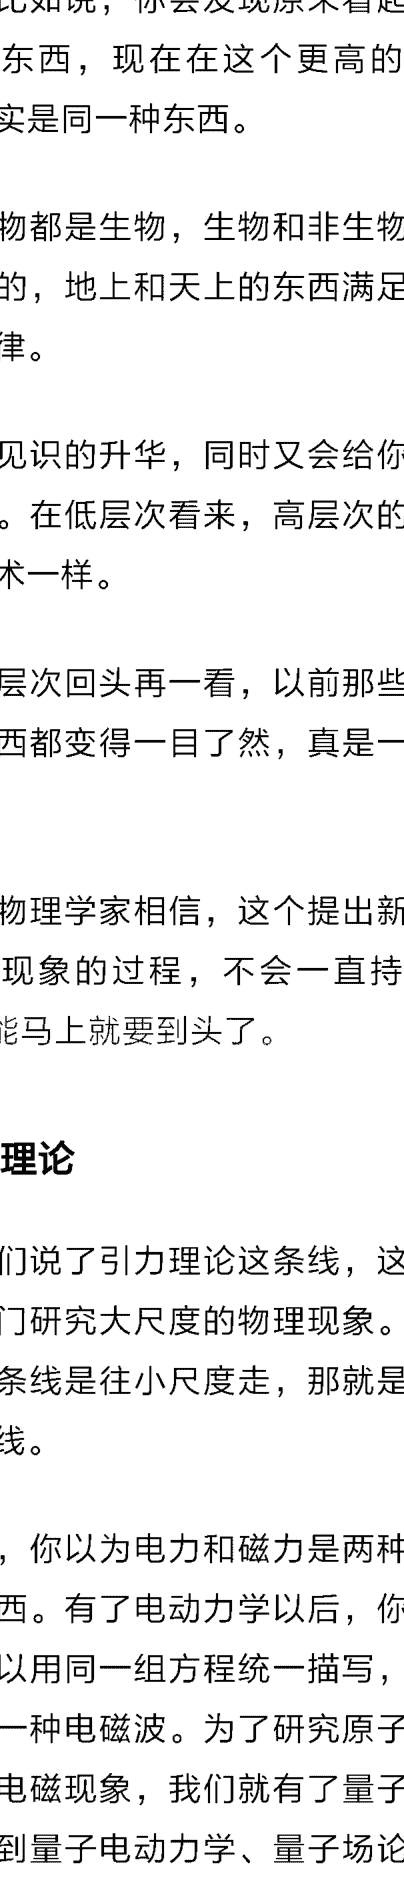 比如说，你会发现原来看起
东西，现在在这个更高的
实是同一种东西。
物都是生物，生物和非生物
的，地上和天上的东西满足
律。
见识的升华，同时又会给你
。在低层次看来，高层次的
术一样。
层次回头再一看，以前那些
西都变得一目了然，真是一
物理学家相信，这个提出新
现象的过程，不会一直持
能马上就要到头了。
理论
们说了引力理论这条线，这
门研究大尺度的物理现象。
条线是往小尺度走，那就是
线。
，你以为电力和磁力是两种
西。有了电动力学以后，你
以用同一组方程统一描写，
一种电磁波。为了研究原子
电磁现象，我们就有了量子
到量子电动力学、量子场论